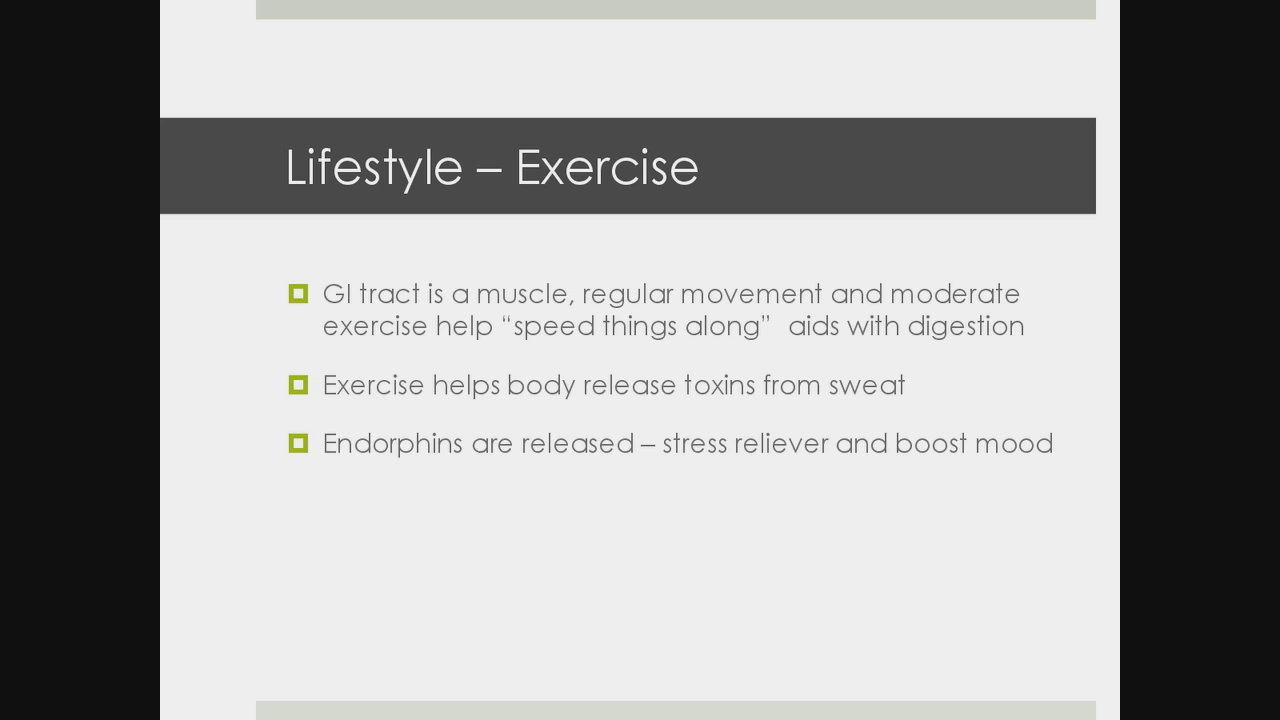 Lifestyle – Exercise
GI tract is a muscle, regular movement and moderate
exercise help “speed things along”  aids with digestion
Exercise helps body release toxins from sweat
Endorphins are released – stress reliever and boost mood